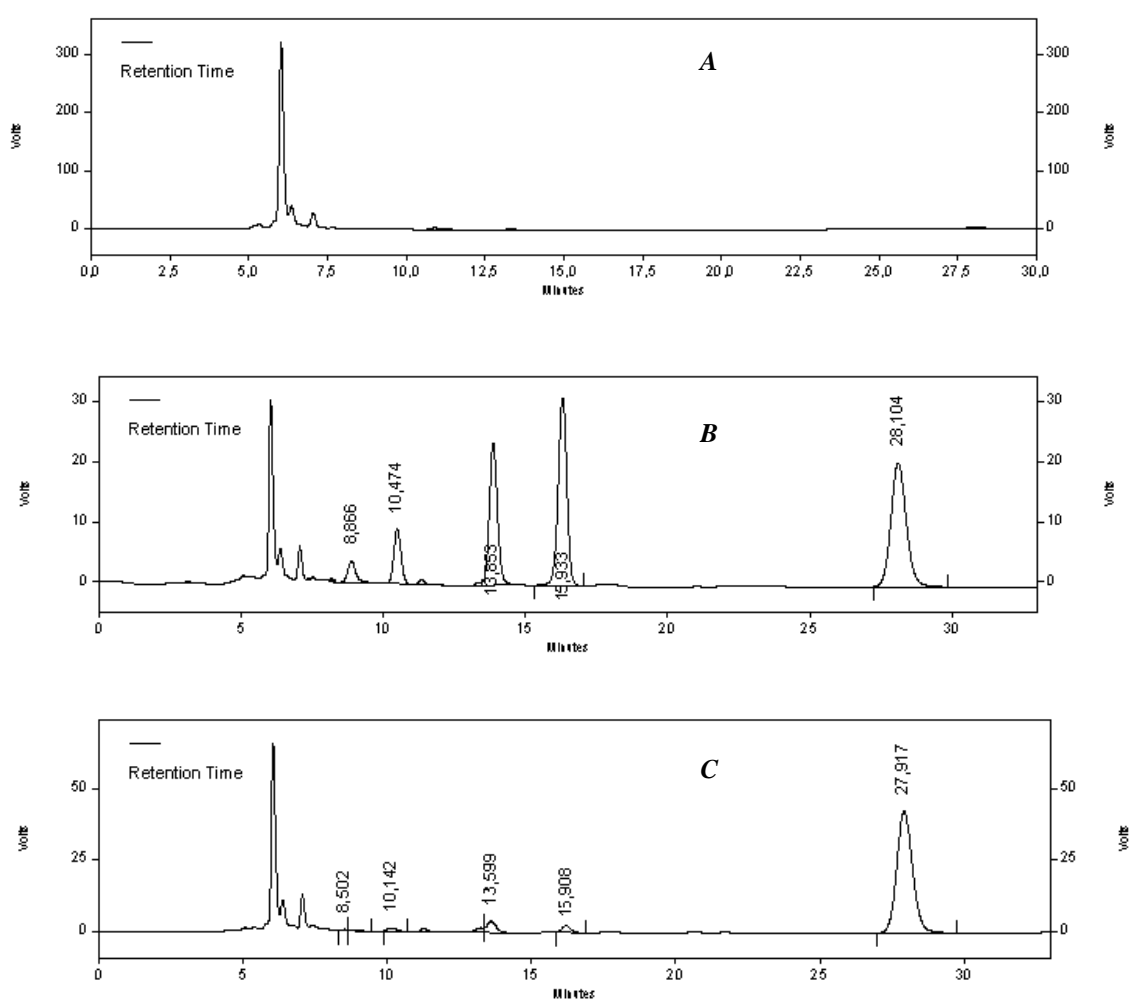 A
Retention Time
300 300
200 200
100 100
0 0
Volts Volts
0,0 2,5 5,0 7,5 10,0 12,5 15,0 17,5 20,0 22,5 25,0 27,5 30,0
Minutes
B
Retention Time
30 30
20 20
10 10
0 0
Volts Volts
8,866 10,474 13,853 15,933 28,104
0 5 10 15 20 25 30
Minutes
C
Retention Time
50 50
25 25
0 0
Volts Volts
8,502 10,142 13,599 15,908 27,917
0 5 10 15 20 25 30
Minutes